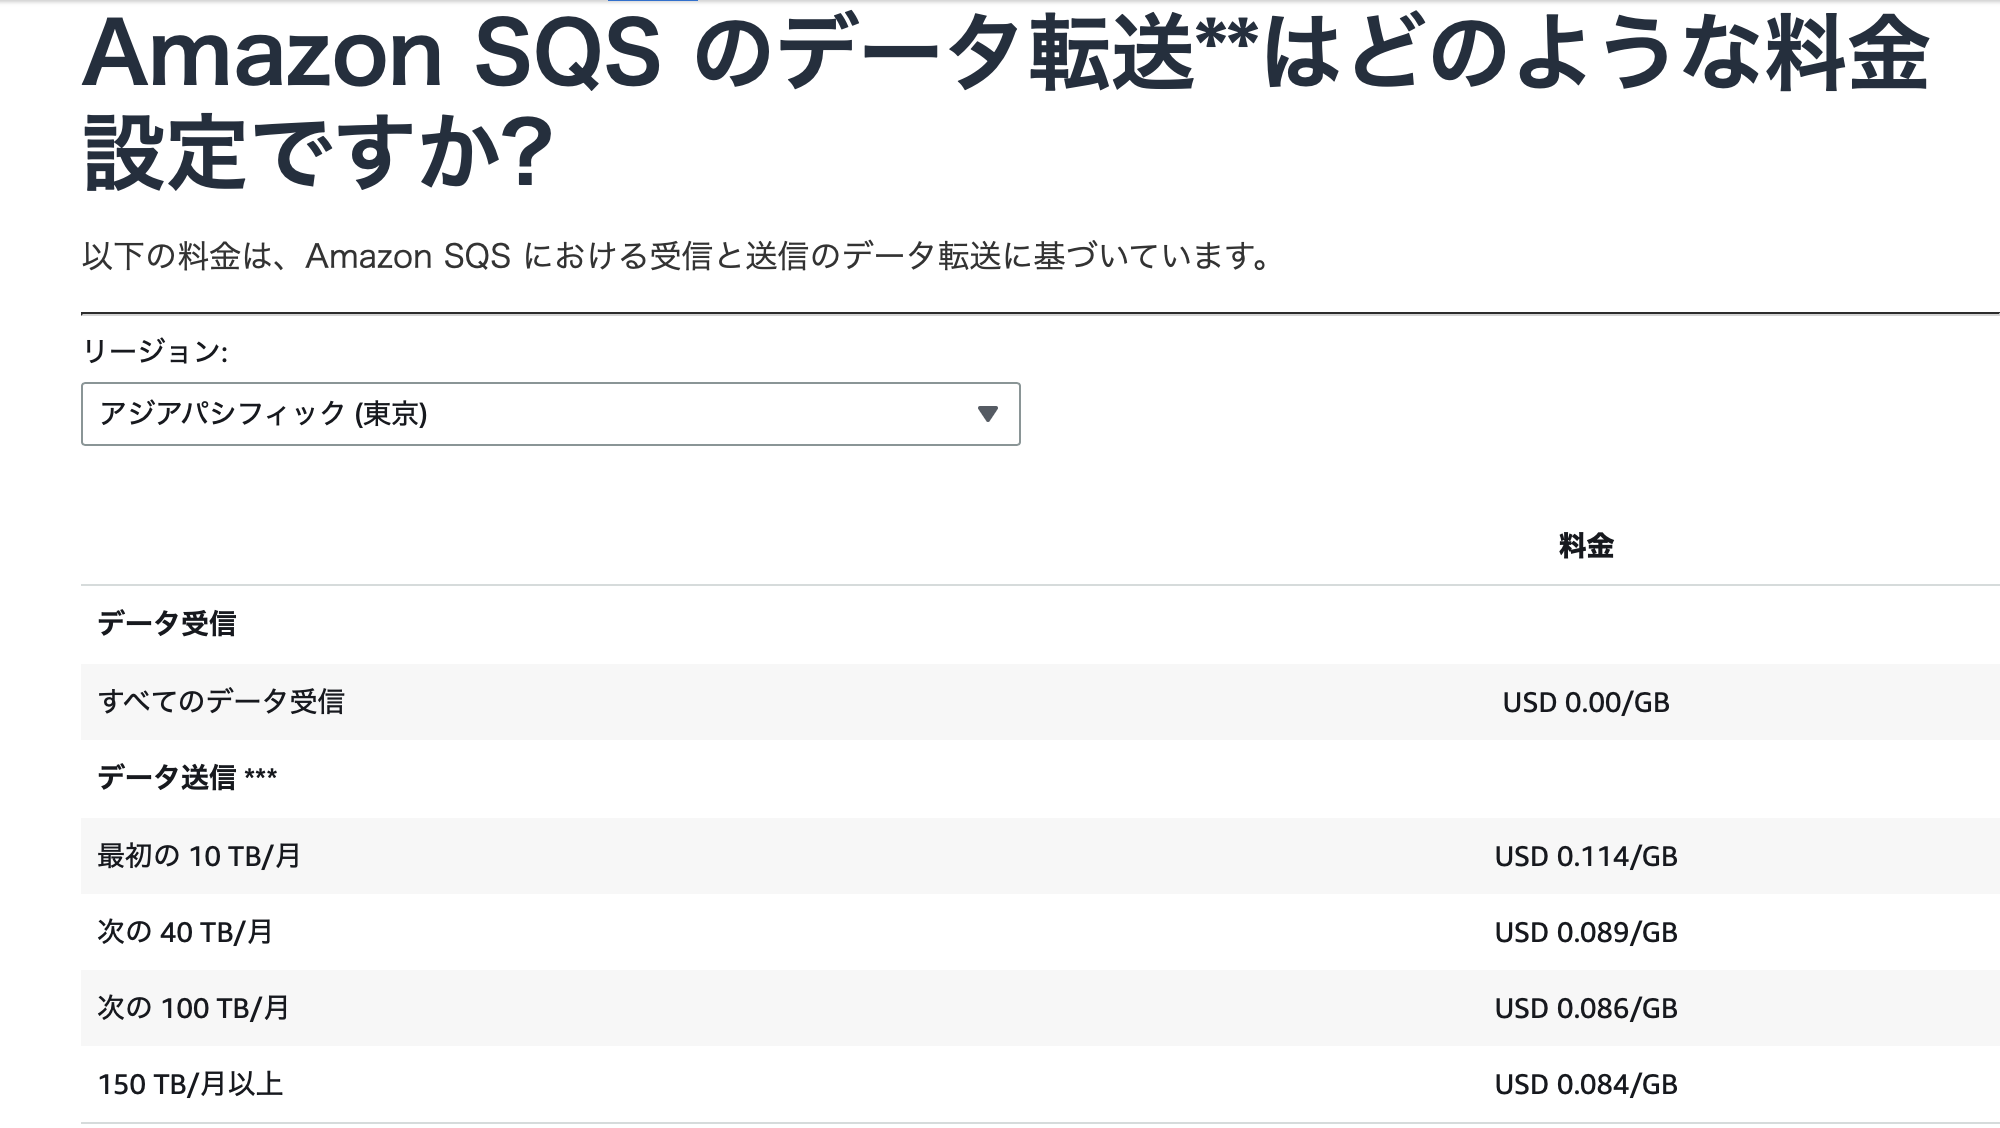 Amazon SQS のデータ転送**はどのような料金
設定ですか?
以下の料金は、Amazon SQS における受信と送信のデータ転送に基づいています。
リージョン:
アジアパシフィック (東京)
料金
データ受信
すべてのデータ受信 USD 0.00/GB
データ送信 ***
最初の 10 TB/月 USD 0.114/GB
次の 40 TB/月 USD 0.089/GB
次の 100 TB/月 USD 0.086/GB
150 TB/月以上 USD 0.084/GB